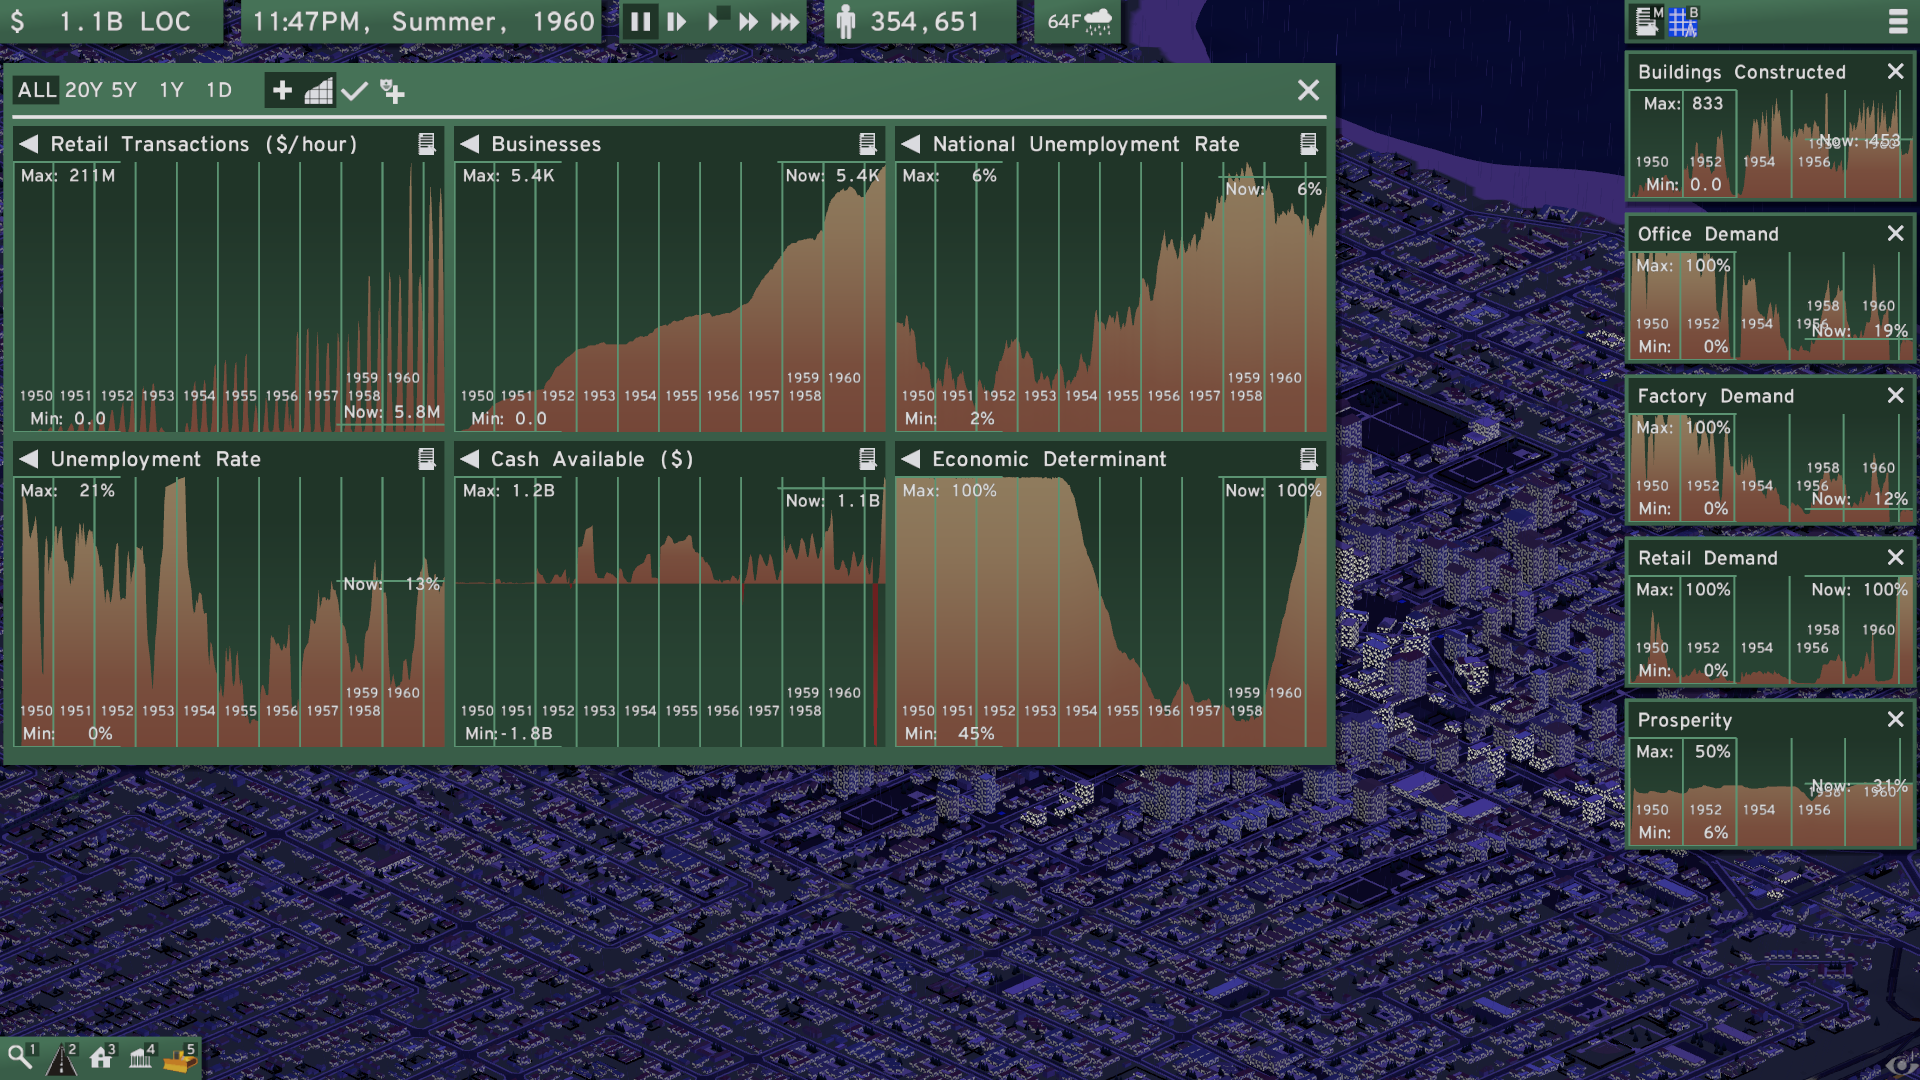 $ 1.1B LOC
11:47PM, Summer, 1960
354,651
64F
M B
ALL 20Y 5Y 1Y 1D
Retail Transactions ($/hour)
Max: 211M
1959 1960
1950 1951 1952 1953 1954 1955 1956 1957 1958
Min: 0.0
Now: 5.8M
Businesses
Max: 5.4K
Now: 5.4K
1959 1960
1950 1951 1952 1953 1954 1955 1956 1957 1958
Min: 0.0
National Unemployment Rate
Max: 6%
Now: 6%
1959 1960
1950 1951 1952 1953 1954 1955 1956 1957 1958
Min: 2%
Unemployment Rate
Max: 21%
Now: 13%
1959 1960
1950 1951 1952 1953 1954 1955 1956 1957 1958
Min: 0%
Cash Available ($)
Max: 1.2B
Now: 1.1B
1959 1960
1950 1951 1952 1953 1954 1955 1956 1957 1958
Min:-1.8B
Economic Determinant
Max: 100%
Now: 100%
1959 1960
1950 1951 1952 1953 1954 1955 1956 1957 1958
Min: 45%
Buildings Constructed
Max: 833
Now: 453
1958 1960
1950 1952 1954 1956
Min: 0.0
Office Demand
Max: 100%
1958 1960
1950 1952 1954 1956
Now: 19%
Min: 0%
Factory Demand
Max: 100%
1958 1960
1950 1952 1954 1956
Now: 12%
Min: 0%
Retail Demand
Max: 100%
Now: 100%
1958 1960
1950 1952 1954 1956
Min: 0%
Prosperity
Max: 50%
Now: 31%
1958 1960
1950 1952 1954 1956
Min: 6%
1 2 3 4 5